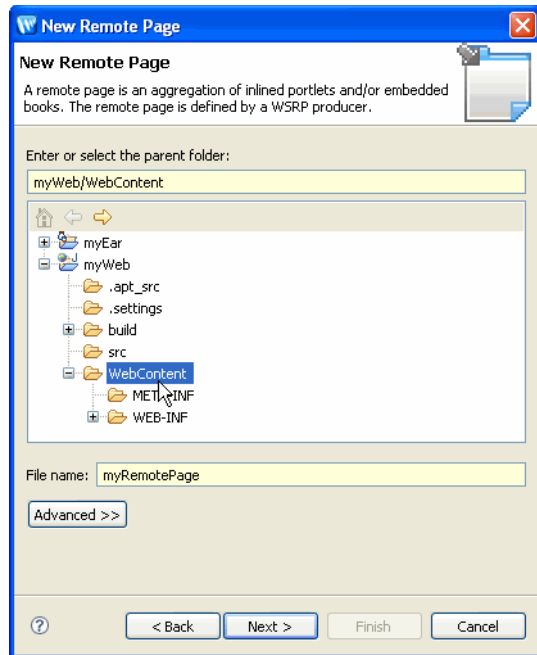 New Remote Page
New Remote Page
A remote page is an aggregation of inlined portlets and/or embedded
books. The remote page is defined by a WSRP producer.
Enter or select the parent folder:
myWeb/WebContent
myEar
myWeb
.apt_src
.settings
build
src
WebContent
META-INF
WEB-INF
File name: myRemotePage
Advanced >>
< Back Next > Finish Cancel